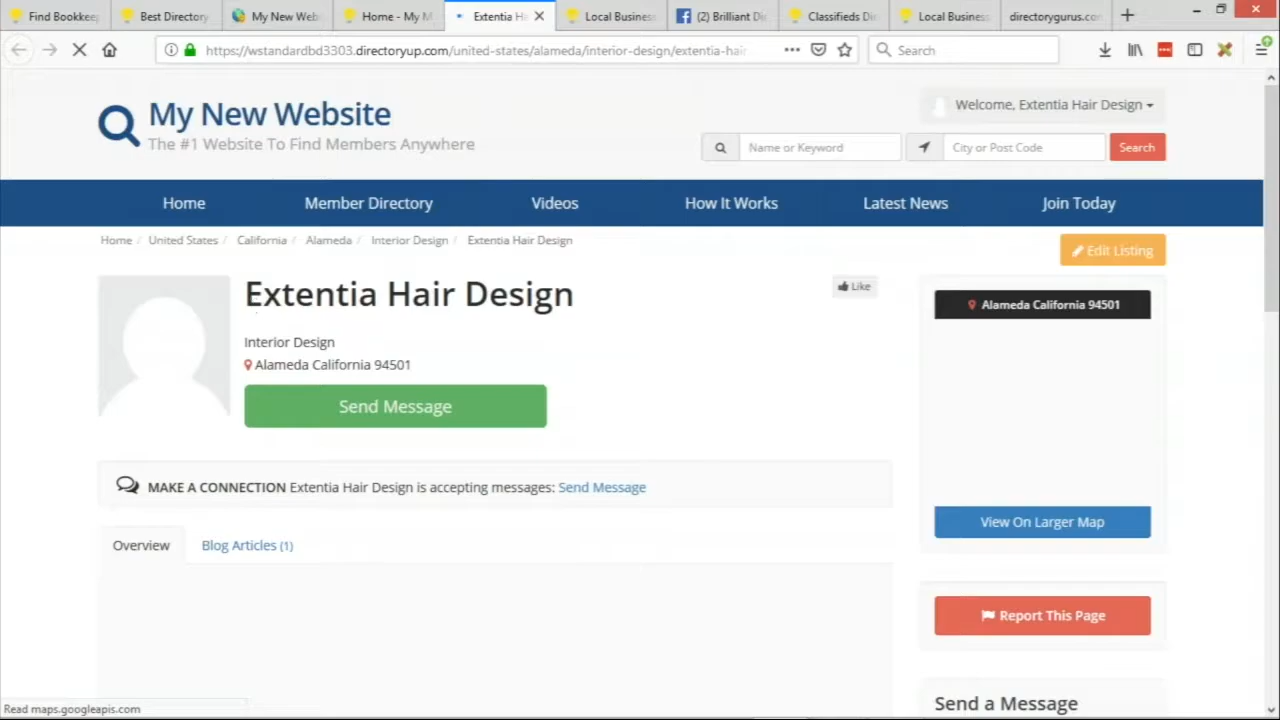 Find Bookkeep
Best Directory
My New Webs
Home - My M
Extentia Ha
Local Business
(2) Brilliant Di
Classifieds Di
Local Business
directorygurus.co
https://wstandardbd3303.directoryup.com/united-states/alameda/interior-design/extentia-hair
Search
My New Website
The #1 Website To Find Members Anywhere
Welcome, Extentia Hair Design
Name or Keyword
City or Post Code
Search
Home
Member Directory
Videos
How It Works
Latest News
Join Today
Home / United States / California / Alameda / Interior Design / Extentia Hair Design
Edit Listing
Extentia Hair Design
Like
Alameda California 94501
Interior Design
Alameda California 94501
Send Message
MAKE A CONNECTION Extentia Hair Design is accepting messages: Send Message
View On Larger Map
Overview
Blog Articles (1)
Report This Page
Send a Message
Read maps.googleapis.com